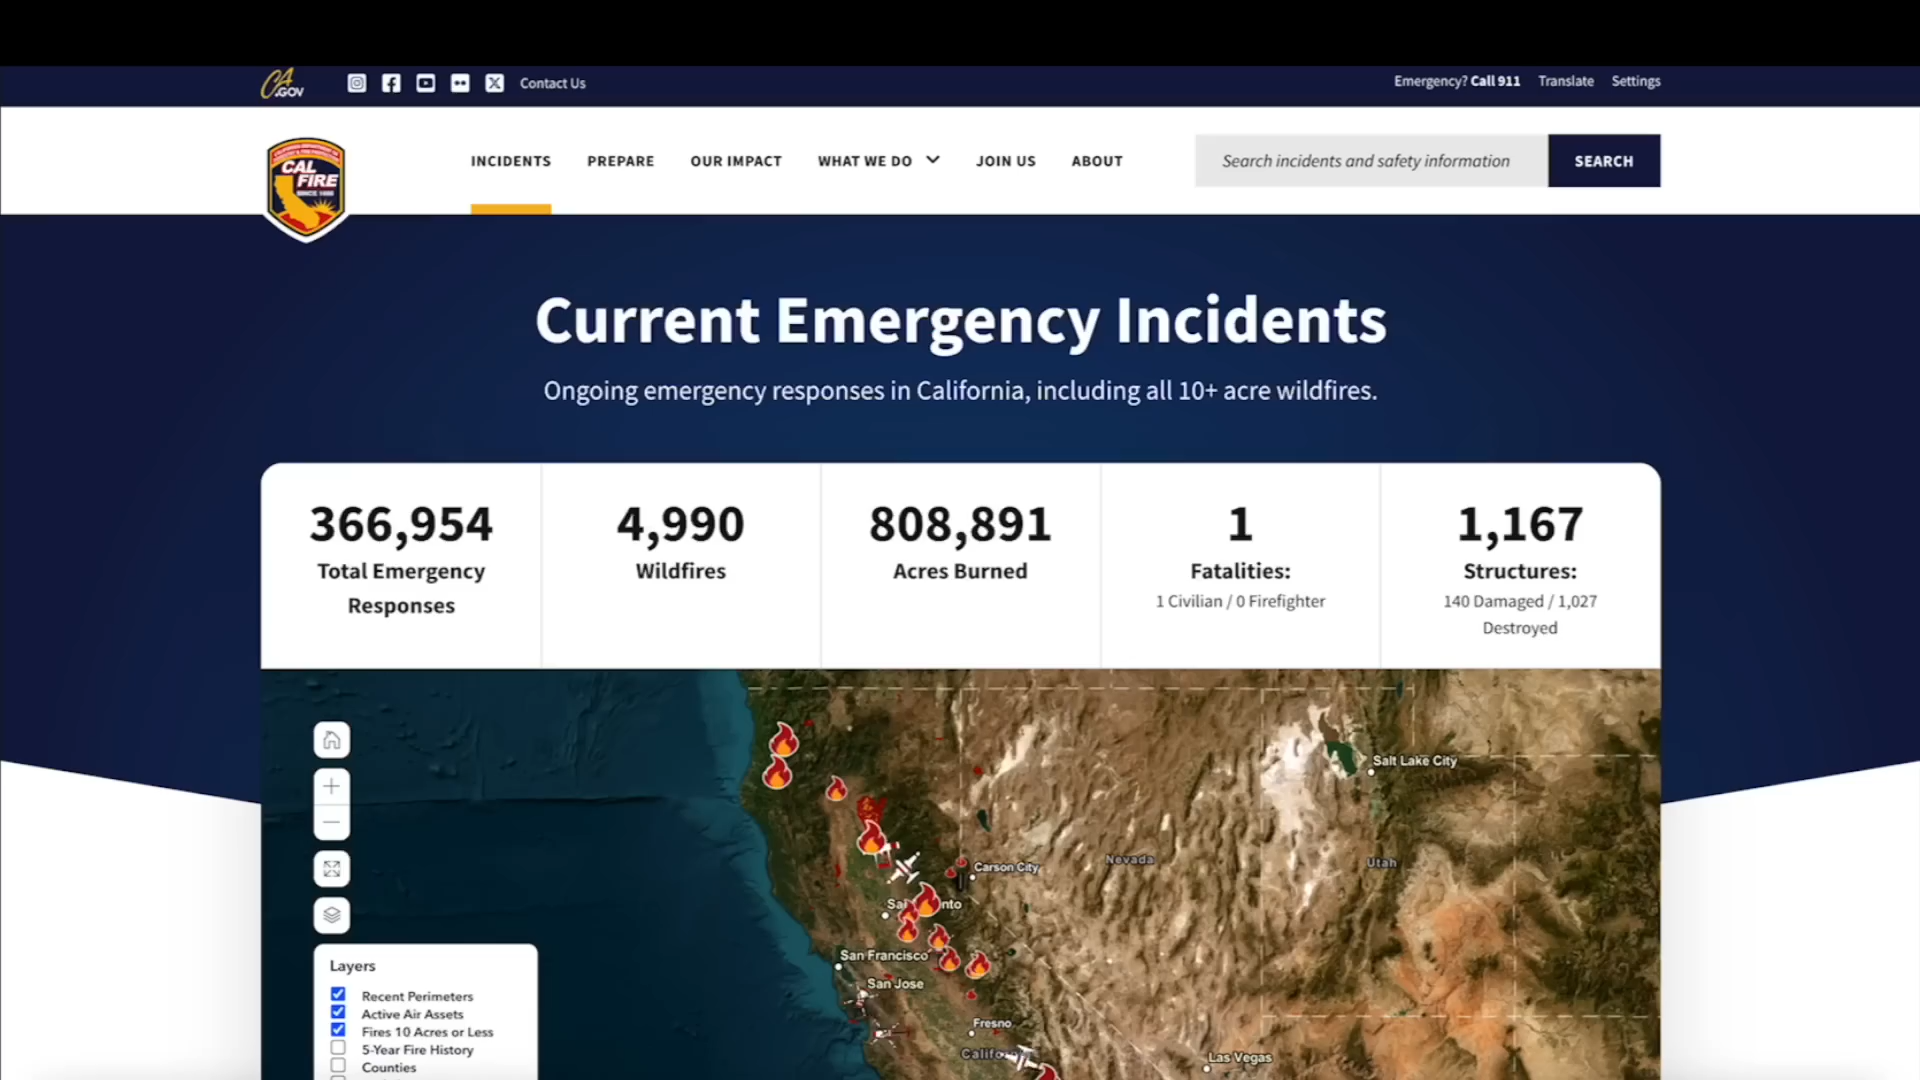 CA
.GOV
Contact Us
Emergency? Call 911 Translate Settings
CAL
FIRE
SINCE 1885
INCIDENTS PREPARE OUR IMPACT WHAT WE DO JOIN US ABOUT
Search incidents and safety information SEARCH
Current Emergency Incidents
Ongoing emergency responses in California, including all 10+ acre wildfires.
366,954
Total Emergency
Responses
4,990
Wildfires
808,891
Acres Burned
1
Fatalities:
1 Civilian / 0 Firefighter
1,167
Structures:
140 Damaged / 1,027
Destroyed
Salt Lake City
Nevada
Utah
Carson City
San Francisco
San Jose
Fresno
Las Vegas
Layers
Recent Perimeters
Active Air Assets
Fires 10 Acres or Less
5-Year Fire History
Counties